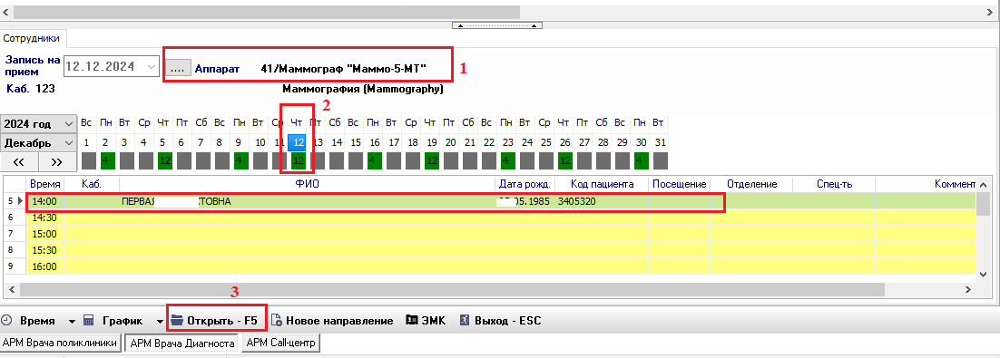 Сотрудники
Запись на прием 12.12.2024 .... Аппарат 41/Маммограф "Маммо-5-МТ" 1
Каб. 123 Маммография (Mammography)
2
2024 год Вс Пн Вт Ср Чт Пт Сб Вс Пн Вт Ср Чт Пт Сб Вс Пн Вт Ср Чт Пт Сб Вс Пн Вт Ср Чт Пт Сб Вс Пн Вт
Декабрь 1 2 3 4 5 6 7 8 9 10 11 12 13 14 15 16 17 18 19 20 21 22 23 24 25 26 27 28 29 30 31
<< >> 4 12 4 12 4 12 4 12 4
Время Каб. ФИО Дата рожд. Код пациента Посещение Отделение Спец-ть Коммент
5 14:00 ПЕРВАЯ СТОВНА .05.1985 3405320
6 14:30
7 15:00
8 15:30
9 16:00
3
Время График Открыть - F5 Новое направление ЭМК Выход - ESC
АРМ Врача поликлиники АРМ Врача Диагноста АРМ Call-центр